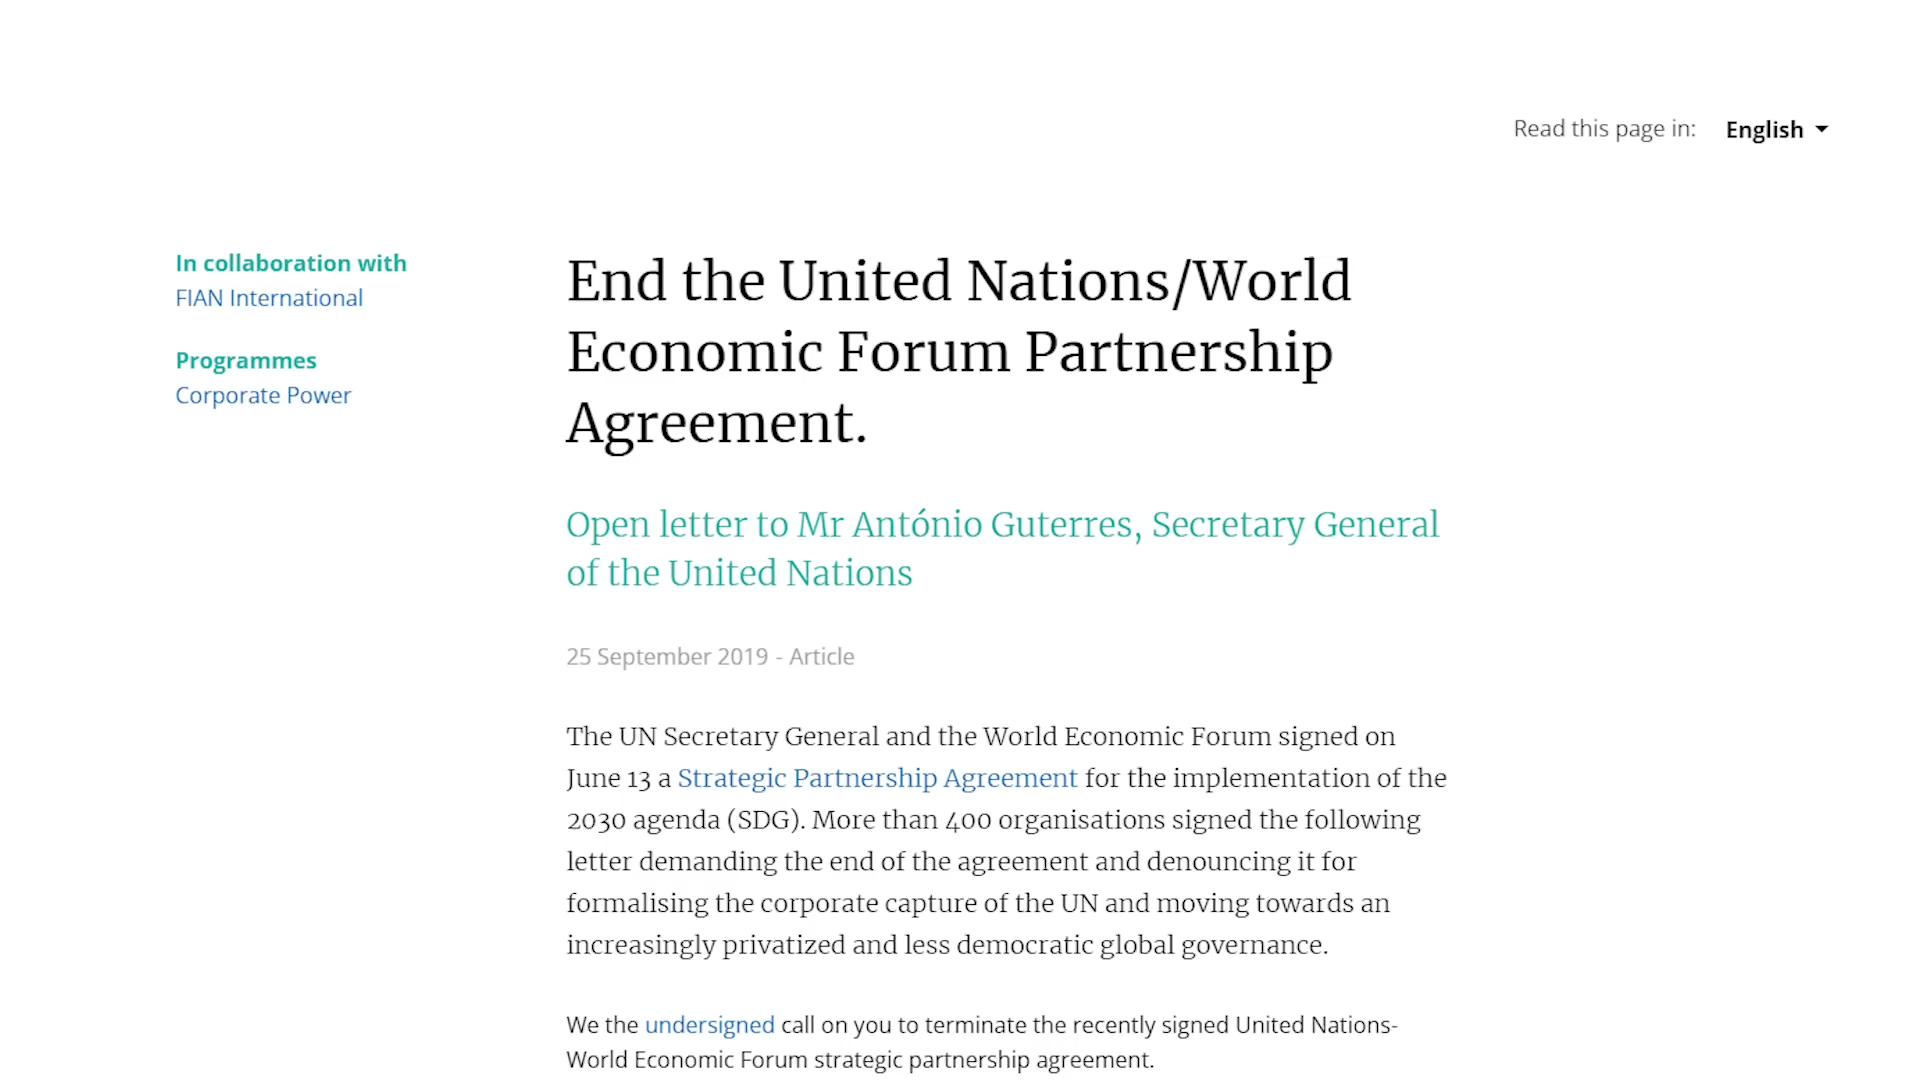 Read this page in: English
In collaboration with
FIAN International
Programmes
Corporate Power
End the United Nations/World
Economic Forum Partnership
Agreement.
Open letter to Mr António Guterres, Secretary General
of the United Nations
25 September 2019 - Article
The UN Secretary General and the World Economic Forum signed on
June 13 a Strategic Partnership Agreement for the implementation of the
2030 agenda (SDG). More than 400 organisations signed the following
letter demanding the end of the agreement and denouncing it for
formalising the corporate capture of the UN and moving towards an
increasingly privatized and less democratic global governance.
We the undersigned call on you to terminate the recently signed United Nations-
World Economic Forum strategic partnership agreement.